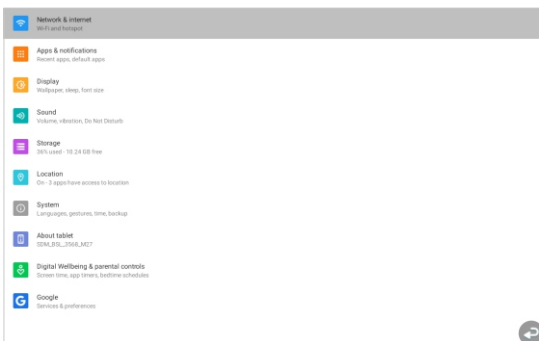 Network & internet
Wi-Fi and hotspot
Apps & notifications
Recent apps, default apps
Display
Wallpaper, sleep, font size
Sound
Volume, vibration, Do Not Disturb
Storage
36% used - 10.24 GB free
Location
On - 3 apps have access to location
System
Languages, gestures, time, backup
About tablet
SDM_BSL_3568_M27
Digital Wellbeing & parental controls
Screen time, app timers, bedtime schedules
Google
Services & preferences